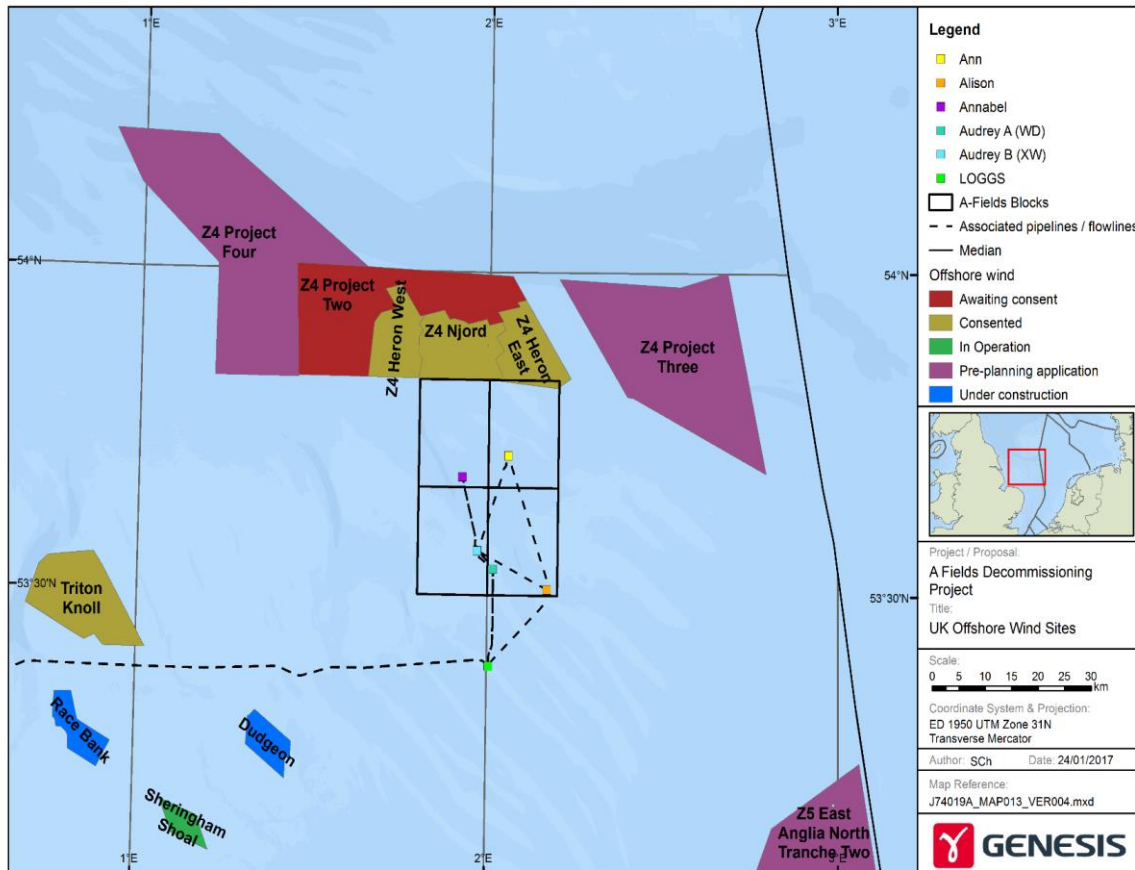 1°E
2°E
3°E
54°N
54°N
53°30'N
53°30'N
1°E
2°E
3°E
Z4 Project
Four
Z4 Project
Two
Z4 Heron West
Z4 Njord
Z4 Heron
East
Z4 Project
Three
Triton
Knoll
Race Bank
Dudgeon
Sheringham
Shoal
Z5 East
Anglia North
Tranche Two
Legend
Ann
Alison
Annabel
Audrey A (WD)
Audrey B (XW)
LOGGS
A-Fields Blocks
Associated pipelines / flowlines
Median
Offshore wind
Awaiting consent
Consented
In Operation
Pre-planning application
Under construction
Project / Proposal:
A Fields Decommissioning
Project
Title:
UK Offshore Wind Sites
Scale:
0 5 10 15 20 25 30
km
Coordinate System & Projection:
ED 1950 UTM Zone 31N
Transverse Mercator
Author: SCh Date: 24/01/2017
Map Reference:
J74019A_MAP013_VER004.mxd
GENESIS